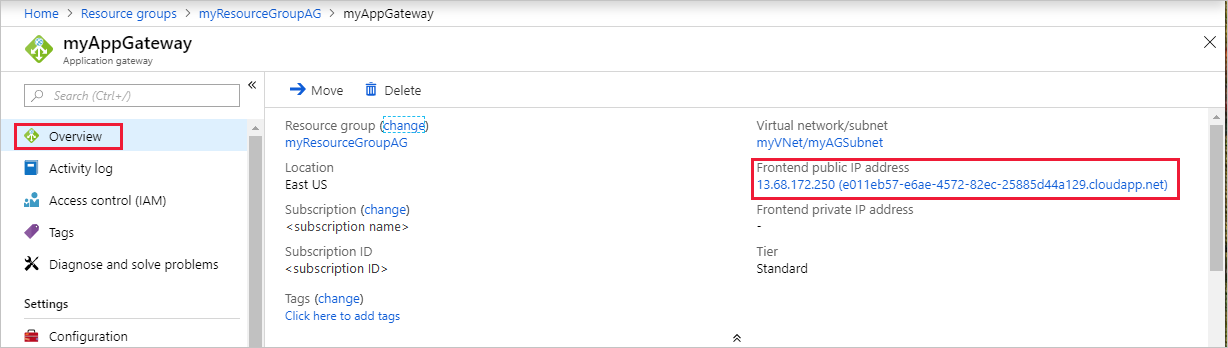 Home > Resource groups > myResourceGroupAG > myAppGateway
myAppGateway
Application gateway
Search (Ctrl+/)
Overview
Activity log
Access control (IAM)
Tags
Diagnose and solve problems
Settings
Configuration
Move
Delete
Resource group (change)
myResourceGroupAG
Location
East US
Subscription (change)
<subscription name>
Subscription ID
<subscription ID>
Tags (change)
Click here to add tags
Virtual network/subnet
myVNet/myAGSubnet
Frontend public IP address
13.68.172.250 (e011eb57-e6ae-4572-82ec-25885d44a129.cloudapp.net)
Frontend private IP address
-
Tier
Standard